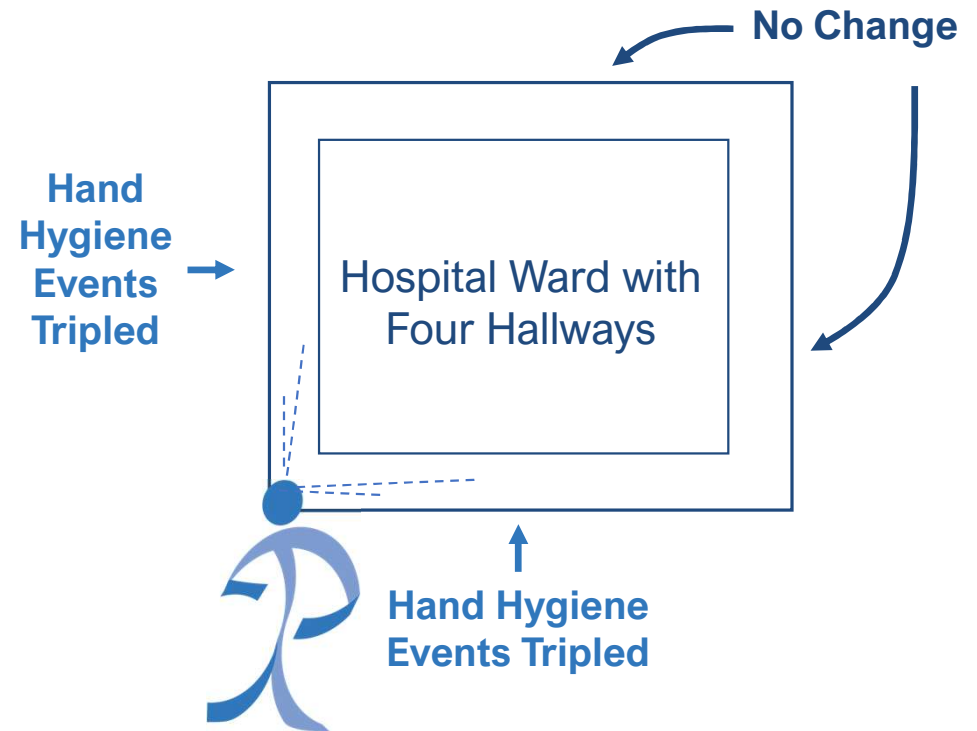 No Change
Hand
Hygiene
Events
Tripled
Hospital Ward with
Four Hallways
Hand Hygiene
Events Tripled